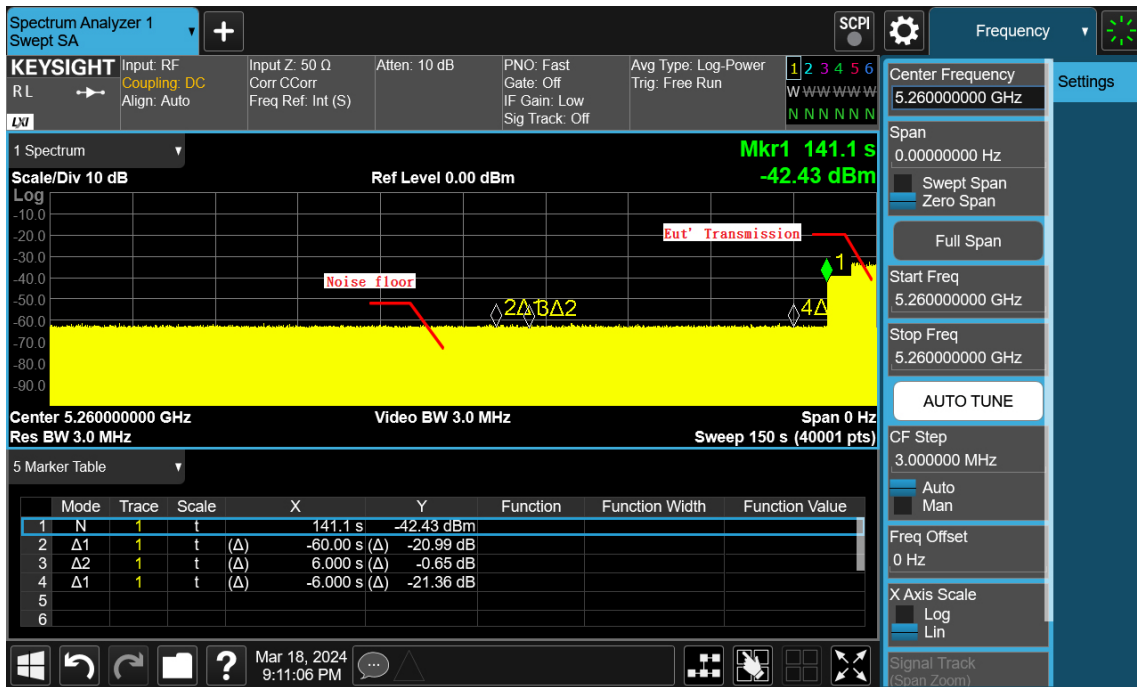 Spectrum Analyzer 1
Swept SA
+
SCPI
Frequency
Settings
KEYSIGHT
RL
LXI
Input: RF
Coupling: DC
Align: Auto
Input Z: 50 Ω
Corr CCorr
Freq Ref: Int (S)
Atten: 10 dB
PNO: Fast
Gate: Off
IF Gain: Low
Sig Track: Off
Avg Type: Log-Power
Trig: Free Run
1 2 3 4 5 6
W W W W W W
N N N N N N
1 Spectrum
Mkr1 141.1 s
-42.43 dBm
Scale/Div 10 dB
Ref Level 0.00 dBm
Log
-10.0
-20.0
-30.0
-40.0
-50.0
-60.0
-70.0
-80.0
-90.0
Eut' Transmission
Noise floor
1
2Δ1
3Δ2
4Δ
Center 5.260000000 GHz
Video BW 3.0 MHz
Span 0 Hz
Res BW 3.0 MHz
Sweep 150 s (40001 pts)
5 Marker Table
Mode Trace Scale X Y Function Function Width Function Value
1 N 1 t 141.1 s -42.43 dBm
2 Δ1 1 t (Δ) -60.00 s (Δ) -20.99 dB
3 Δ2 1 t (Δ) 6.000 s (Δ) -0.65 dB
4 Δ1 1 t (Δ) -6.000 s (Δ) -21.36 dB
5
6
Center Frequency
5.260000000 GHz
Span
0.00000000 Hz
Swept Span
Zero Span
Full Span
Start Freq
5.260000000 GHz
Stop Freq
5.260000000 GHz
AUTO TUNE
CF Step
3.000000 MHz
Auto
Man
Freq Offset
0 Hz
X Axis Scale
Log
Lin
Signal Track
(Span Zoom)
?
Mar 18, 2024
9:11:06 PM